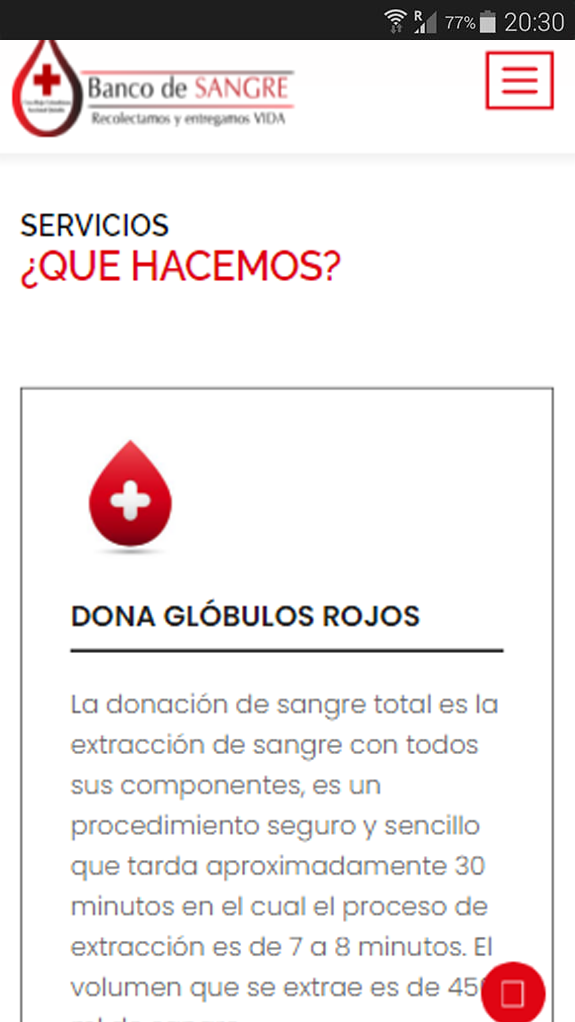 R
77%
20:30
Banco de SANGRE
Recolectamos y entregamos VIDA
SERVICIOS
¿QUE HACEMOS?
DONA GLÓBULOS ROJOS
La donación de sangre total es la
extracción de sangre con todos
sus componentes, es un
procedimiento seguro y sencillo
que tarda aproximadamente 30
minutos en el cual el proceso de
extracción es de 7 a 8 minutos. El
volumen que se extrae es de 45